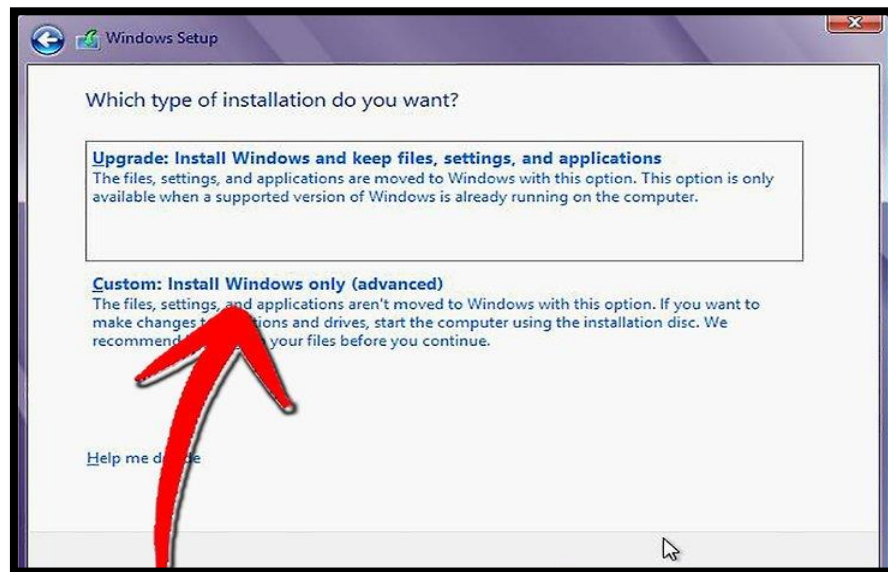 Windows Setup
Which type of installation do you want?
Upgrade: Install Windows and keep files, settings, and applications
The files, settings, and applications are moved to Windows with this option. This option is only
available when a supported version of Windows is already running on the computer.
Custom: Install Windows only (advanced)
The files, settings, and applications aren't moved to Windows with this option. If you want to
make changes and drives, start the computer using the installation disc. We
recommend your files before you continue.
Help me decide